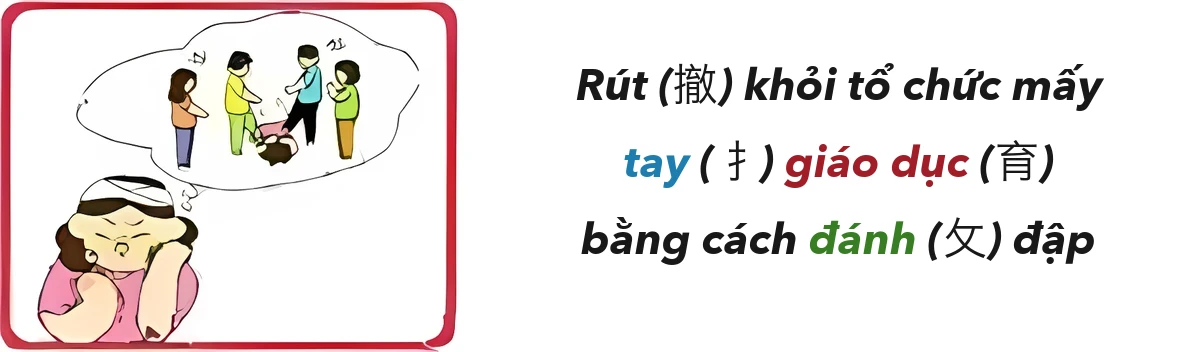 Rút (撤) khỏi tổ chức mấy
tay (扌) giáo dục (育)
bằng cách đánh (攵) đập